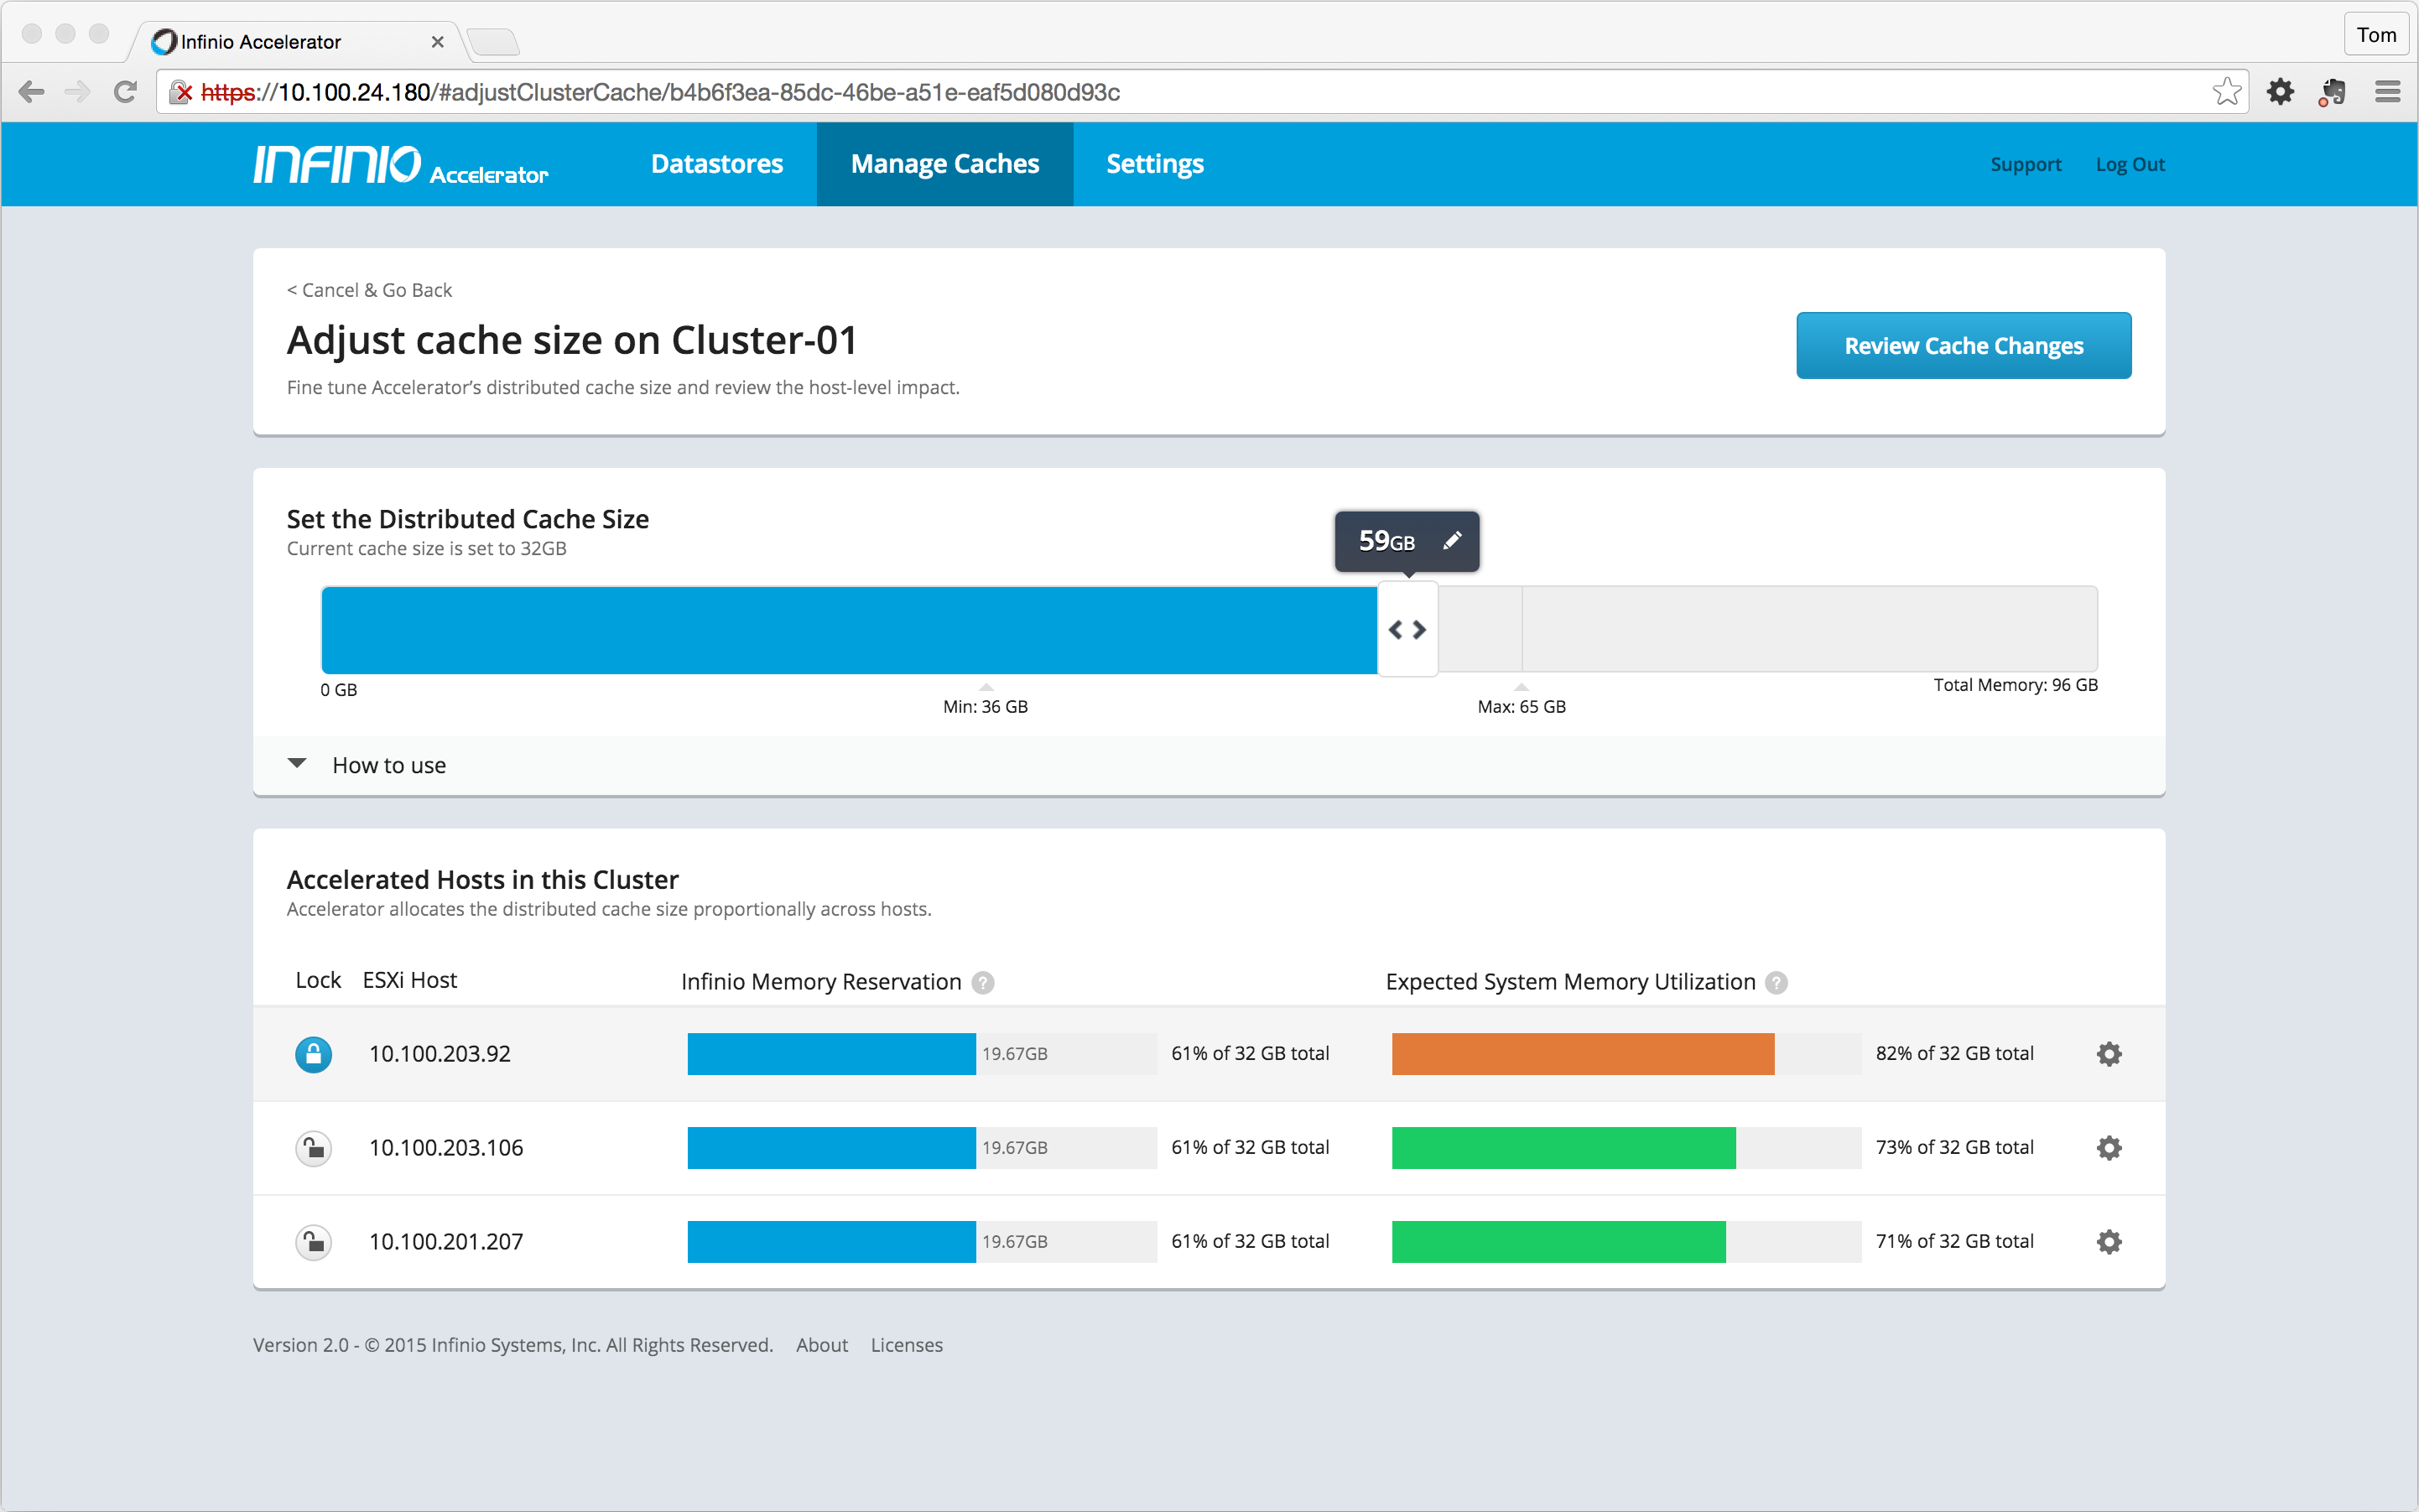 Infinio Accelerator
Tom
https://10.100.24.180/#adjustClusterCache/b4b6f3ea-85dc-46be-a51e-eaf5d080d93c
INFINIO Accelerator
Datastores
Manage Caches
Settings
Support
Log Out
< Cancel & Go Back
Adjust cache size on Cluster-01
Fine tune Accelerator’s distributed cache size and review the host-level impact.
Review Cache Changes
Set the Distributed Cache Size
Current cache size is set to 32GB
59GB
0 GB
Min: 36 GB
Max: 65 GB
Total Memory: 96 GB
How to use
Accelerated Hosts in this Cluster
Accelerator allocates the distributed cache size proportionally across hosts.
Lock ESXi Host Infinio Memory Reservation ? Expected System Memory Utilization ?
10.100.203.92 19.67GB 61% of 32 GB total 82% of 32 GB total
10.100.203.106 19.67GB 61% of 32 GB total 73% of 32 GB total
10.100.201.207 19.67GB 61% of 32 GB total 71% of 32 GB total
Version 2.0 - © 2015 Infinio Systems, Inc. All Rights Reserved. About Licenses